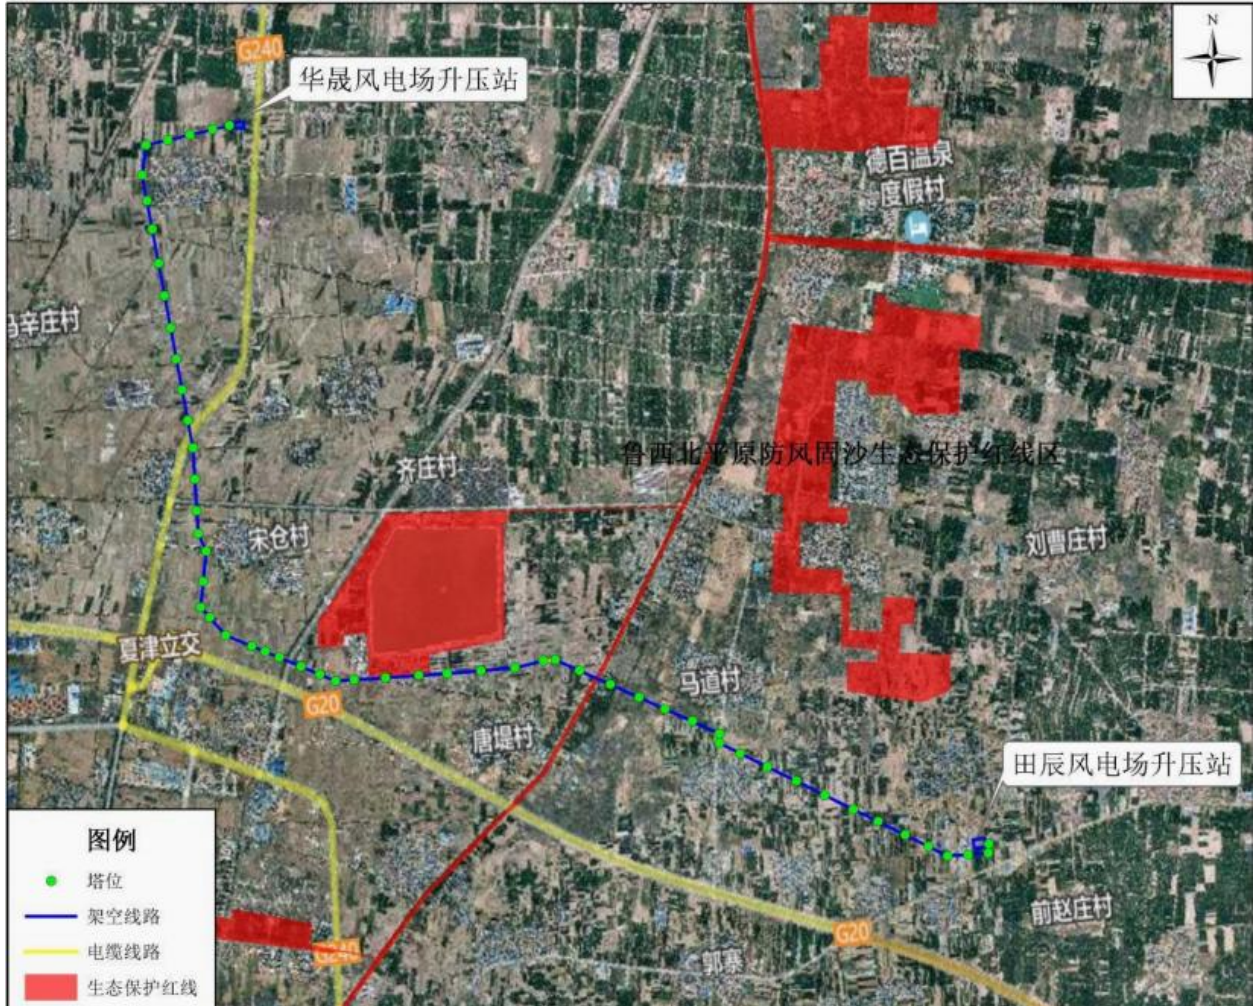 N
G240
华晟风电场升压站
德百温泉
度假村
马辛庄村
鲁西北平原防风固沙生态保护红线区
齐庄村
宋仓村
刘曹庄村
夏津立交
G20
马道村
唐堤村
田辰风电场升压站
图例
塔位
架空线路
电缆线路
生态保护红线
G240
前赵庄村
G20
郭寨